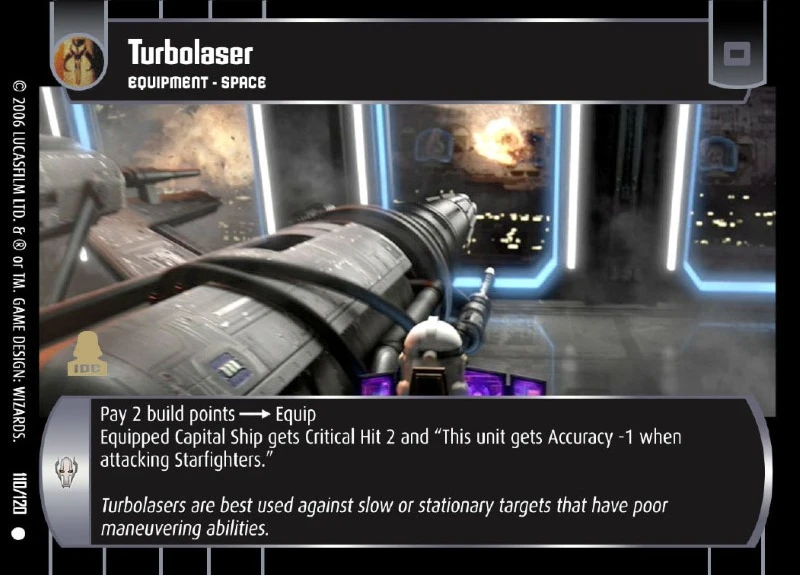 Turbolaser
EQUIPMENT - SPACE
© 2006 LUCASFILM LTD. & ® or TM. GAME DESIGN: WIZARDS.
110/120
IDC
Pay 2 build points → Equip
Equipped Capital Ship gets Critical Hit 2 and “This unit gets Accuracy -1 when
attacking Starfighters.”
Turbolasers are best used against slow or stationary targets that have poor
maneuvering abilities.